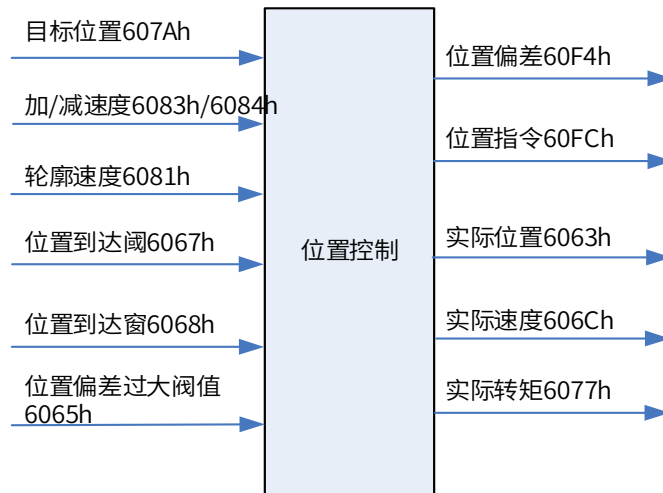 目标位置607Ah
加/减速度6083h/6084h
轮廓速度6081h
位置到达阈6067h
位置到达窗6068h
位置偏差过大阀值
6065h
位置控制
位置偏差60F4h
位置指令60FCh
实际位置6063h
实际速度606Ch
实际转矩6077h